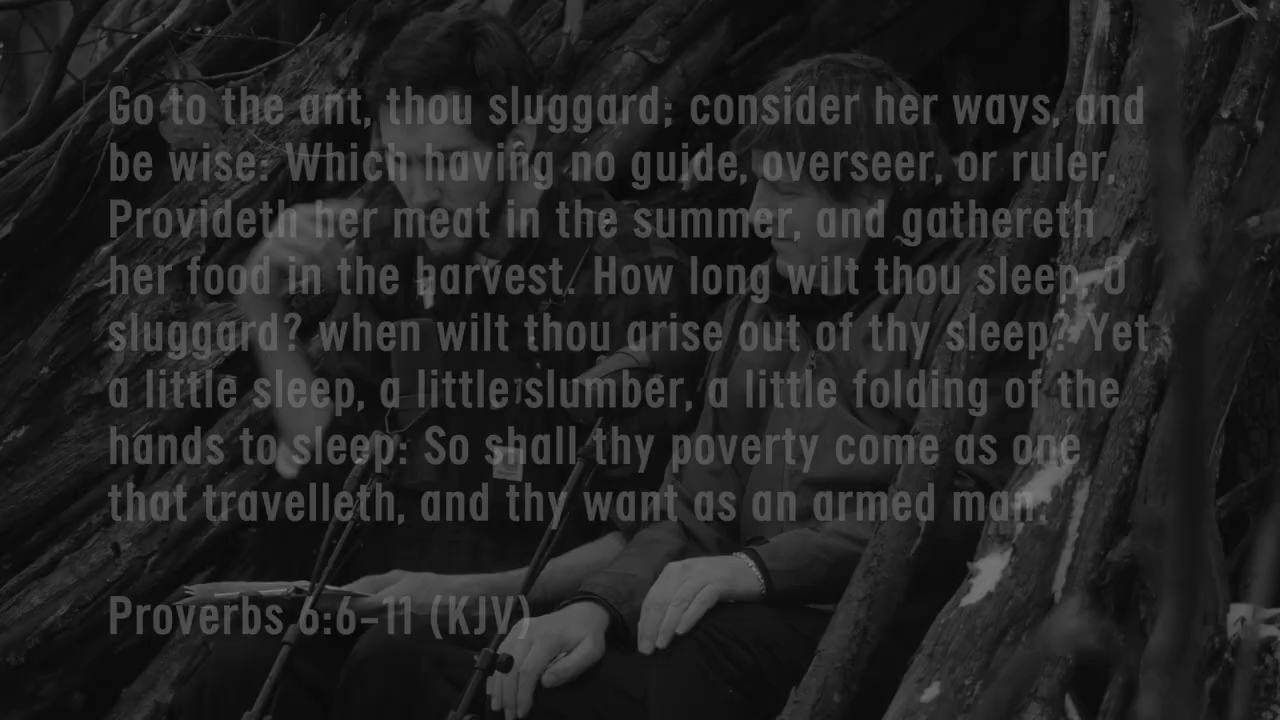 Go to the ant, thou sluggard; consider her ways, and
be wise: Which having no guide, overseer, or ruler,
Provideth her meat in the summer, and gathereth
her food in the harvest. How long wilt thou sleep, O
sluggard? when wilt thou arise out of thy sleep? Yet
a little sleep, a little slumber, a little folding of the
hands to sleep: So shall thy poverty come as one
that travelleth, and thy want as an armed man.
Proverbs 6:6-11 (KJV)